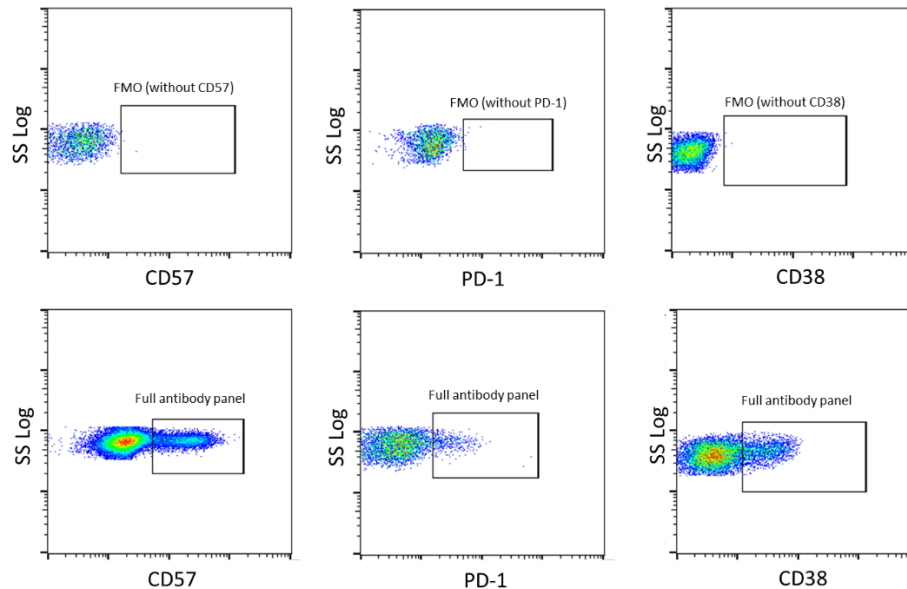 FMO (without CD57)
SS Log
CD57
FMO (without PD-1)
SS Log
PD-1
FMO (without CD38)
SS Log
CD38
Full antibody panel
SS Log
CD57
Full antibody panel
SS Log
PD-1
Full antibody panel
SS Log
CD38